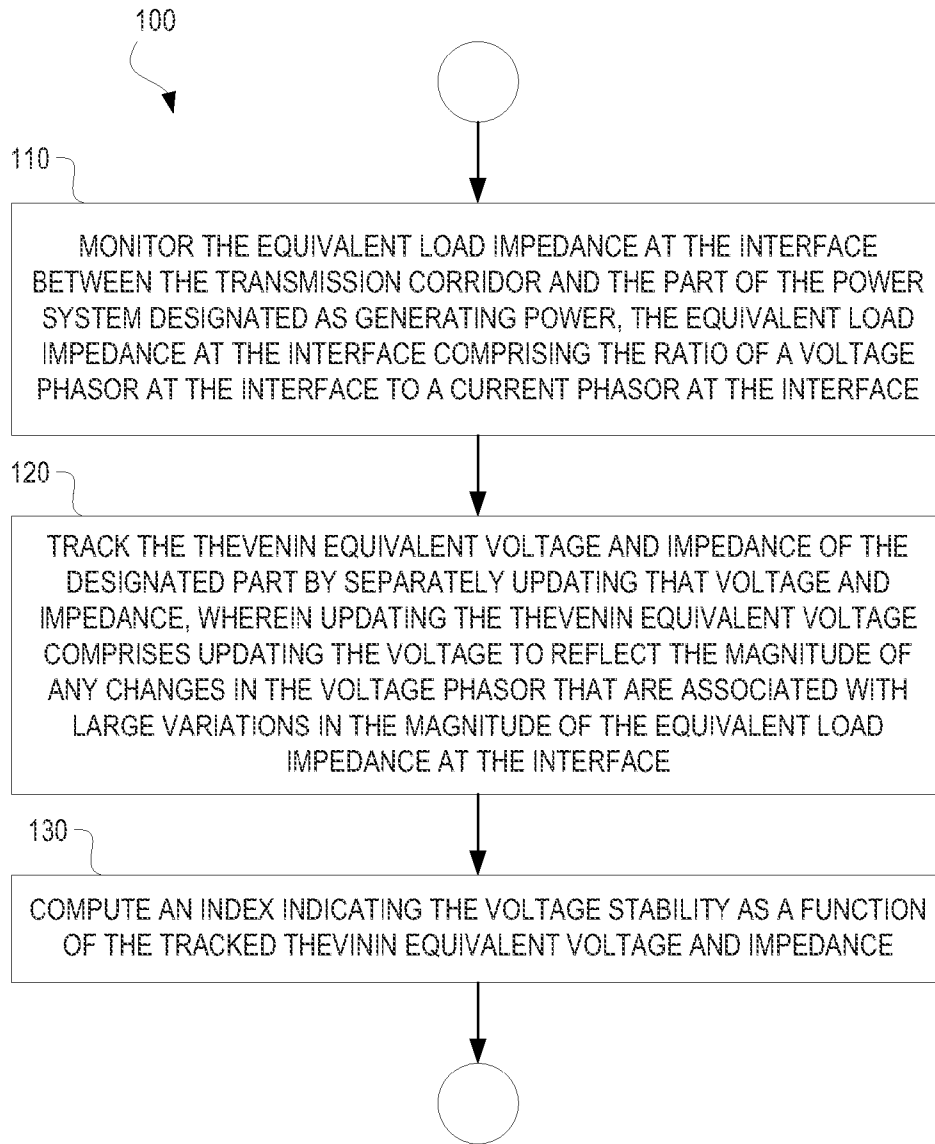 100
110
MONITOR THE EQUIVALENT LOAD IMPEDANCE AT THE INTERFACE
BETWEEN THE TRANSMISSION CORRIDOR AND THE PART OF THE POWER
SYSTEM DESIGNATED AS GENERATING POWER, THE EQUIVALENT LOAD
IMPEDANCE AT THE INTERFACE COMPRISING THE RATIO OF A VOLTAGE
PHASOR AT THE INTERFACE TO A CURRENT PHASOR AT THE INTERFACE
120
TRACK THE THEVENIN EQUIVALENT VOLTAGE AND IMPEDANCE OF THE
DESIGNATED PART BY SEPARATELY UPDATING THAT VOLTAGE AND
IMPEDANCE, WHEREIN UPDATING THE THEVENIN EQUIVALENT VOLTAGE
COMPRISES UPDATING THE VOLTAGE TO REFLECT THE MAGNITUDE OF
ANY CHANGES IN THE VOLTAGE PHASOR THAT ARE ASSOCIATED WITH
LARGE VARIATIONS IN THE MAGNITUDE OF THE EQUIVALENT LOAD
IMPEDANCE AT THE INTERFACE
130
COMPUTE AN INDEX INDICATING THE VOLTAGE STABILITY AS A FUNCTION
OF THE TRACKED THEVININ EQUIVALENT VOLTAGE AND IMPEDANCE